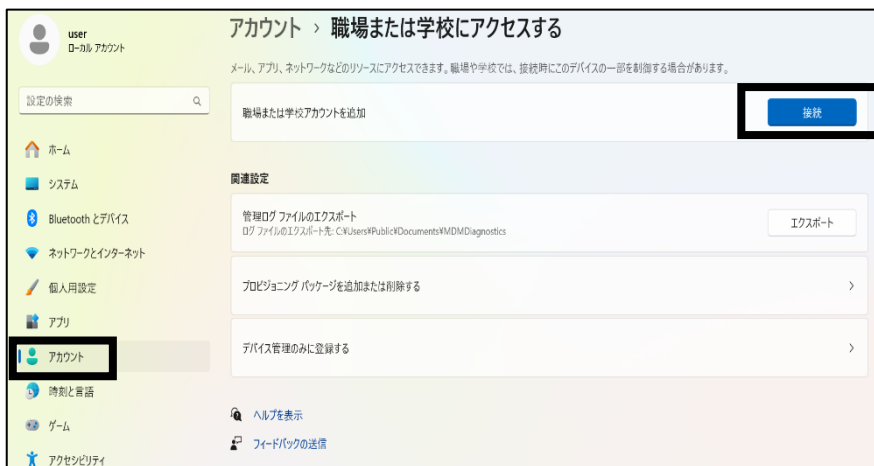 user
ローカル アカウント
設定の検索
ホーム
システム
Bluetooth とデバイス
ネットワークとインターネット
個人用設定
アプリ
アカウント
時刻と言語
ゲーム
アクセシビリティ
アカウント › 職場または学校にアクセスする
メール、アプリ、ネットワークなどのリソースにアクセスできます。職場や学校では、接続時にこのデバイスの一部を制御する場合があります。
職場または学校アカウントを追加
接続
関連設定
管理ログ ファイルのエクスポート
ログ ファイルのエクスポート先: C:¥Users¥Public¥Documents¥MDMDiagnostics
エクスポート
プロビジョニング パッケージを追加または削除する
デバイス管理のみに登録する
ヘルプを表示
フィードバックの送信